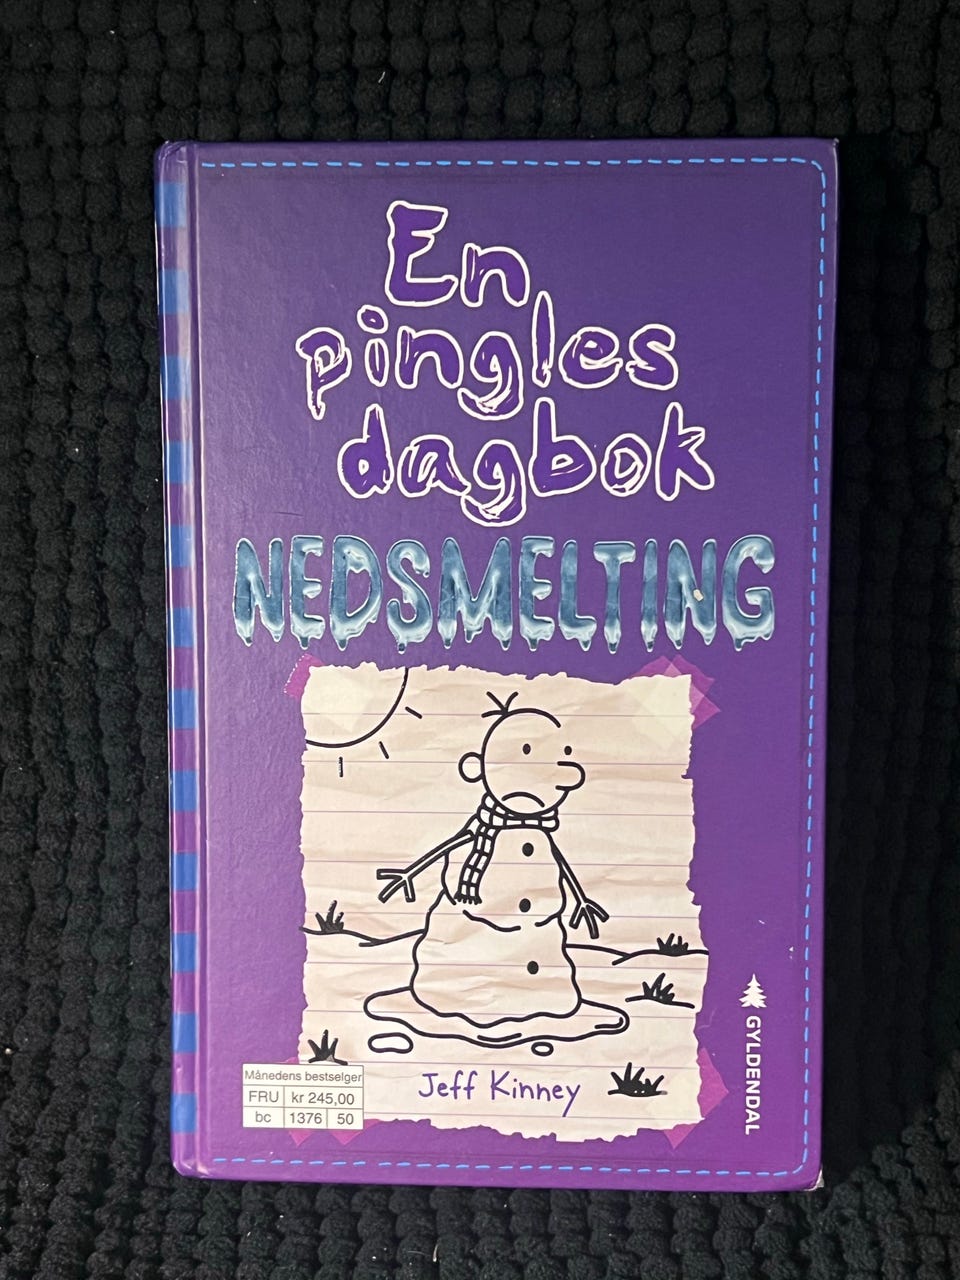 En
pingles
dagbok
NEDSMELTING
Jeff Kinney
Månedens bestselger
FRU kr 245,00
bc 1376 50
GYLDENDAL